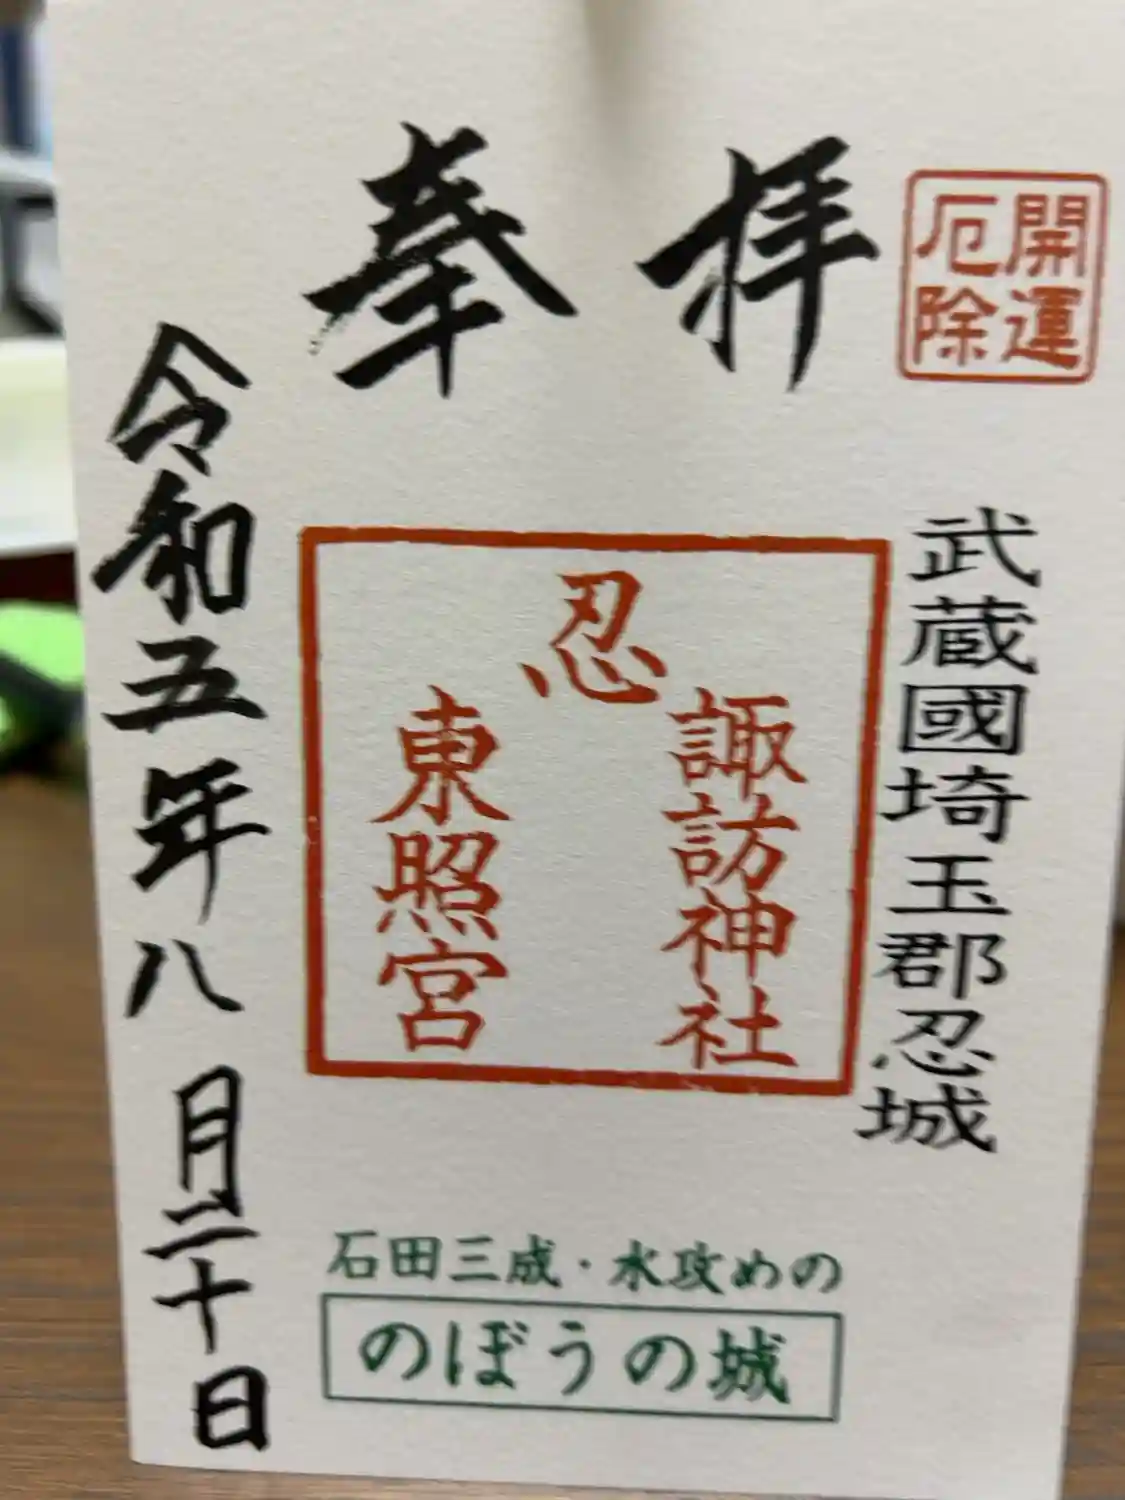 奉拝
開運
厄除
武蔵國埼玉郡忍城
忍
諏訪神社
東照宮
令和五年八月二十日
石田三成・水攻めの
のぼうの城